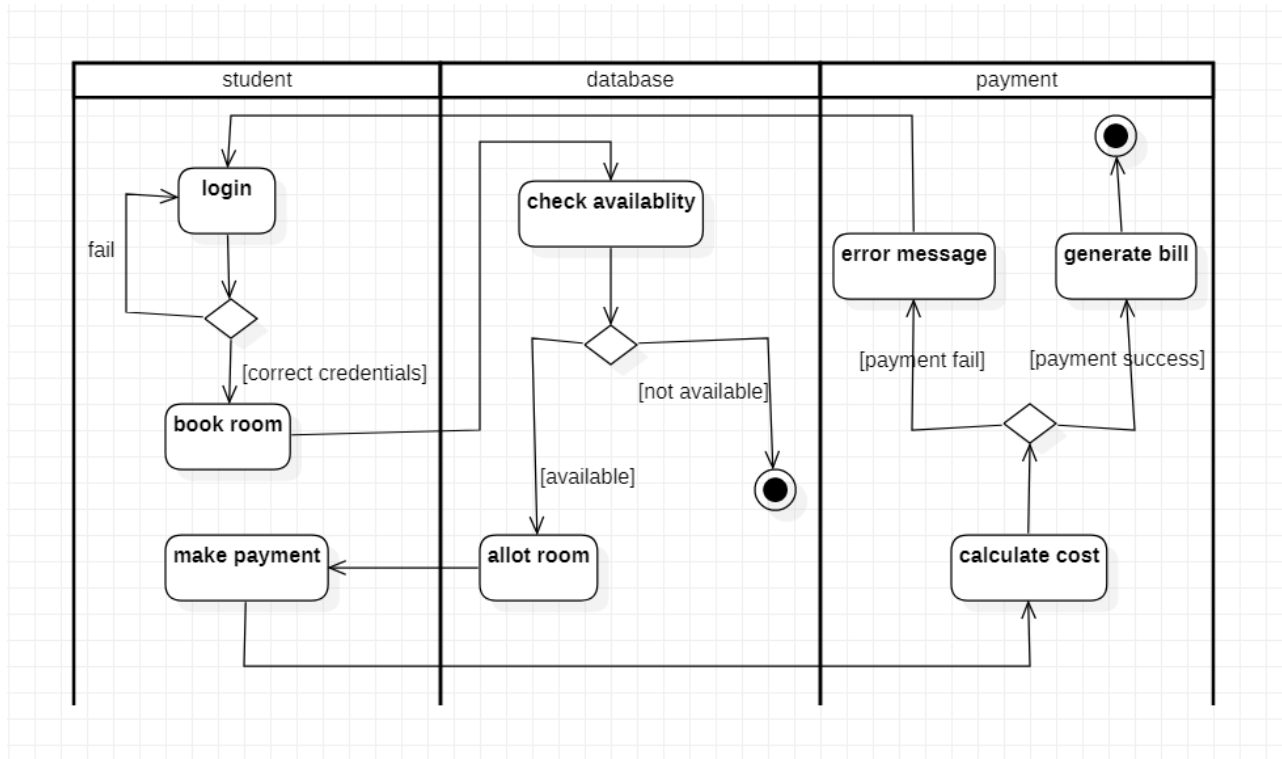 student
database
payment
login
fail
[correct credentials]
book room
make payment
check availablity
[not available]
[available]
allot room
error message
generate bill
[payment fail]
[payment success]
calculate cost